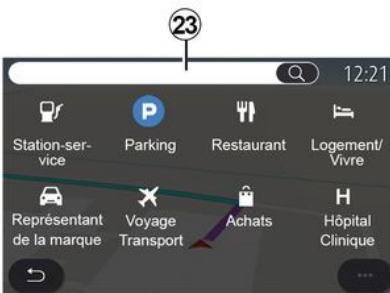 23
12:21
Station-ser-
vice
P
Parking
Restaurant
Logement/
Vivre
Représentant
de la marque
Voyage
Transport
Achats
H
Hôpital
Clinique